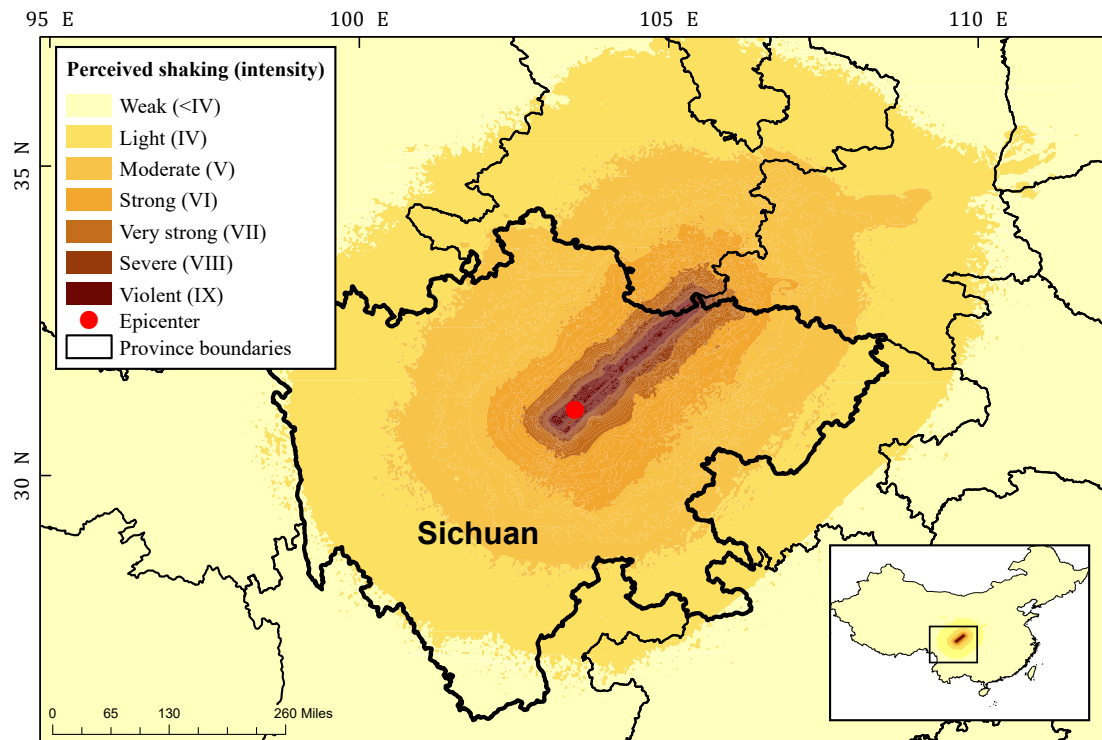 95 E 100 E 105 E 110 E
Perceived shaking (intensity)
Weak (<IV)
Light (IV)
Moderate (V)
Strong (VI)
Very strong (VII)
Severe (VIII)
Violent (IX)
Epicenter
Province boundaries
35 N
30 N
Sichuan
0 65 130 260 Miles